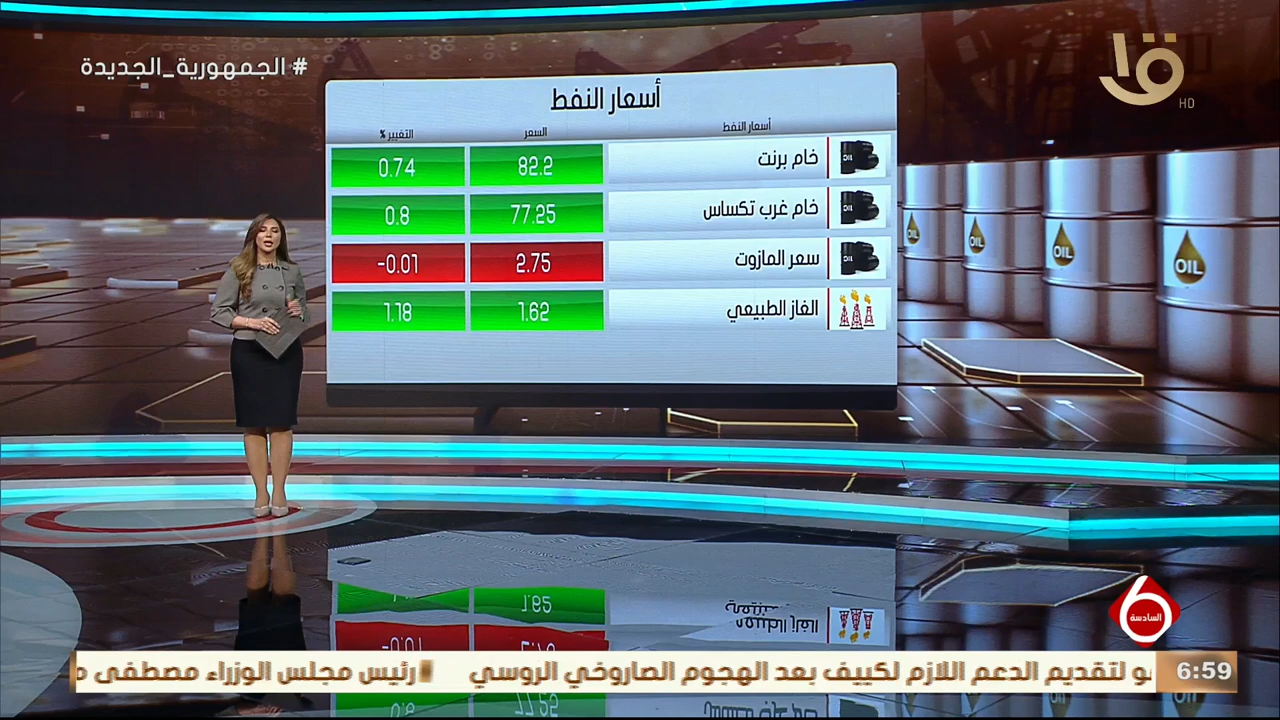 #الجمهورية_الجديدة
HD
أسعار النفط
أسعار النفط السعر التغيير %
خام برنت 82.2 0.74
خام غرب تكساس 77.25 0.8
سعر المازوت 2.75 -0.01
الغاز الطبيعي 1.62 1.18
OIL
OIL
OIL
OIL
6
السادسة
6:59 لتقديم الدعم اللازم لكييف بعد الهجوم الصاروخي الروسي رئيس مجلس الوزراء مصطفى